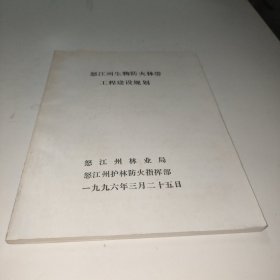 怒江州生物防火林带
工程建设规划
怒江州林业局
怒江州护林防火指挥部
一九九六年三月二十五日